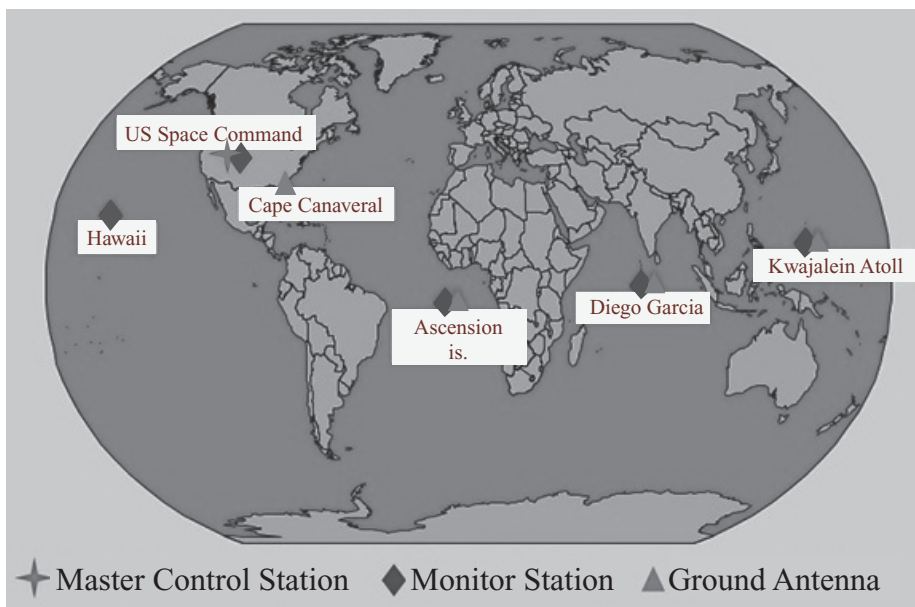 US Space Command
Cape Canaveral
Hawaii
Kwajalein Atoll
Diego Garcia
Ascension
is.
Master Control Station
Monitor Station
Ground Antenna